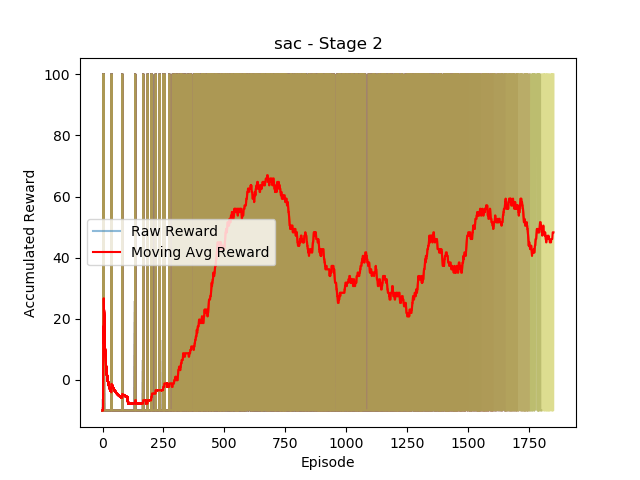 sac - Stage 2
Accumulated Reward
100
80
60
40
20
0
Raw Reward
Moving Avg Reward
0 250 500 750 1000 1250 1500 1750
Episode